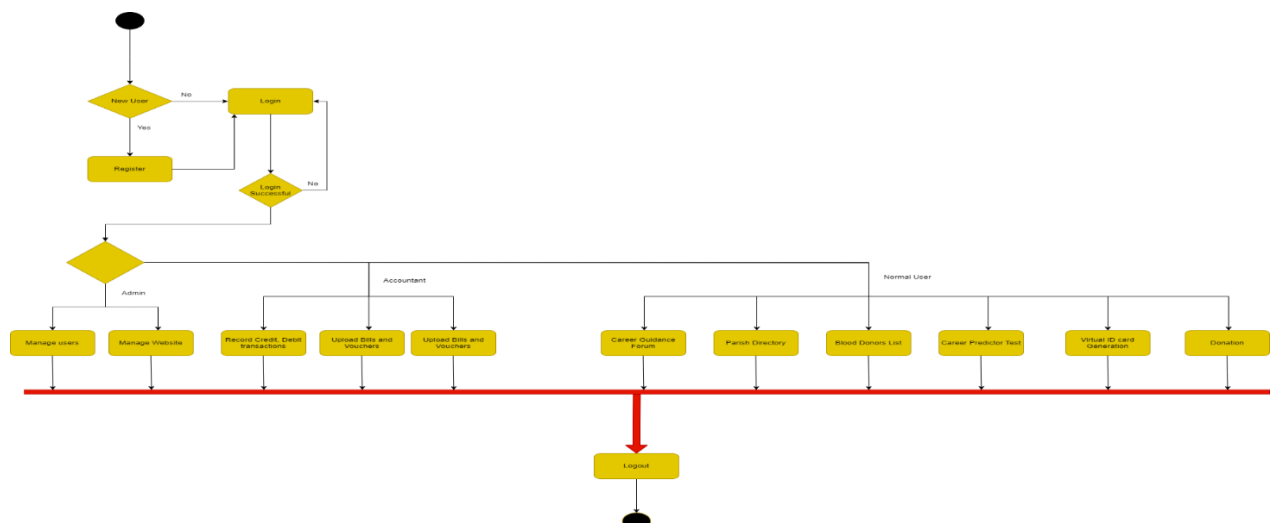 New User
No
Login
Yes
Register
Login
Successful
No
Admin
Accountant
Normal User
Manage users
Manage Website
Record Credit, Debit
transactions
Upload Bills and
Vouchers
Upload Bills and
Vouchers
Career Guidance
Forum
Parish Directory
Blood Donors List
Career Predictor Test
Virtual ID card
Generation
Donation
Logout